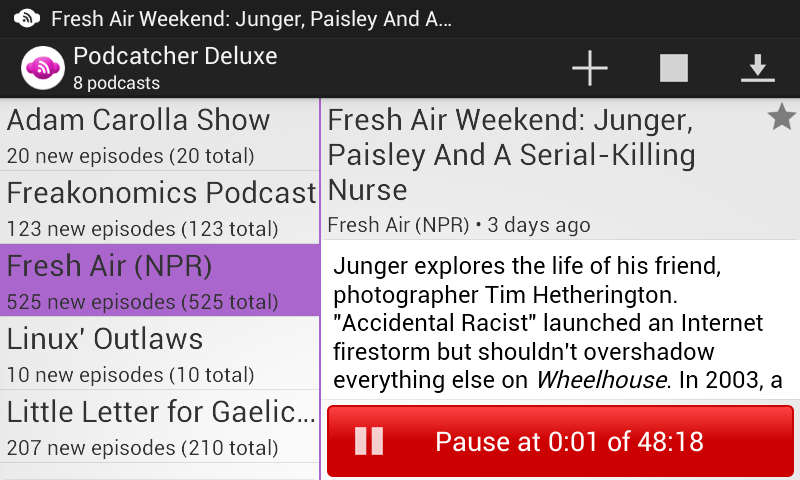 Fresh Air Weekend: Junger, Paisley And A…
Podcatcher Deluxe
8 podcasts
Adam Carolla Show
20 new episodes (20 total)
Freakonomics Podcast
123 new episodes (123 total)
Fresh Air (NPR)
525 new episodes (525 total)
Linux' Outlaws
10 new episodes (10 total)
Little Letter for Gaelic…
207 new episodes (210 total)
Fresh Air Weekend: Junger,
Paisley And A Serial-Killing
Nurse
Fresh Air (NPR) • 3 days ago
Junger explores the life of his friend,
photographer Tim Hetherington.
"Accidental Racist" launched an Internet
firestorm but shouldn't overshadow
everything else on Wheelhouse. In 2003, a
Pause at 0:01 of 48:18